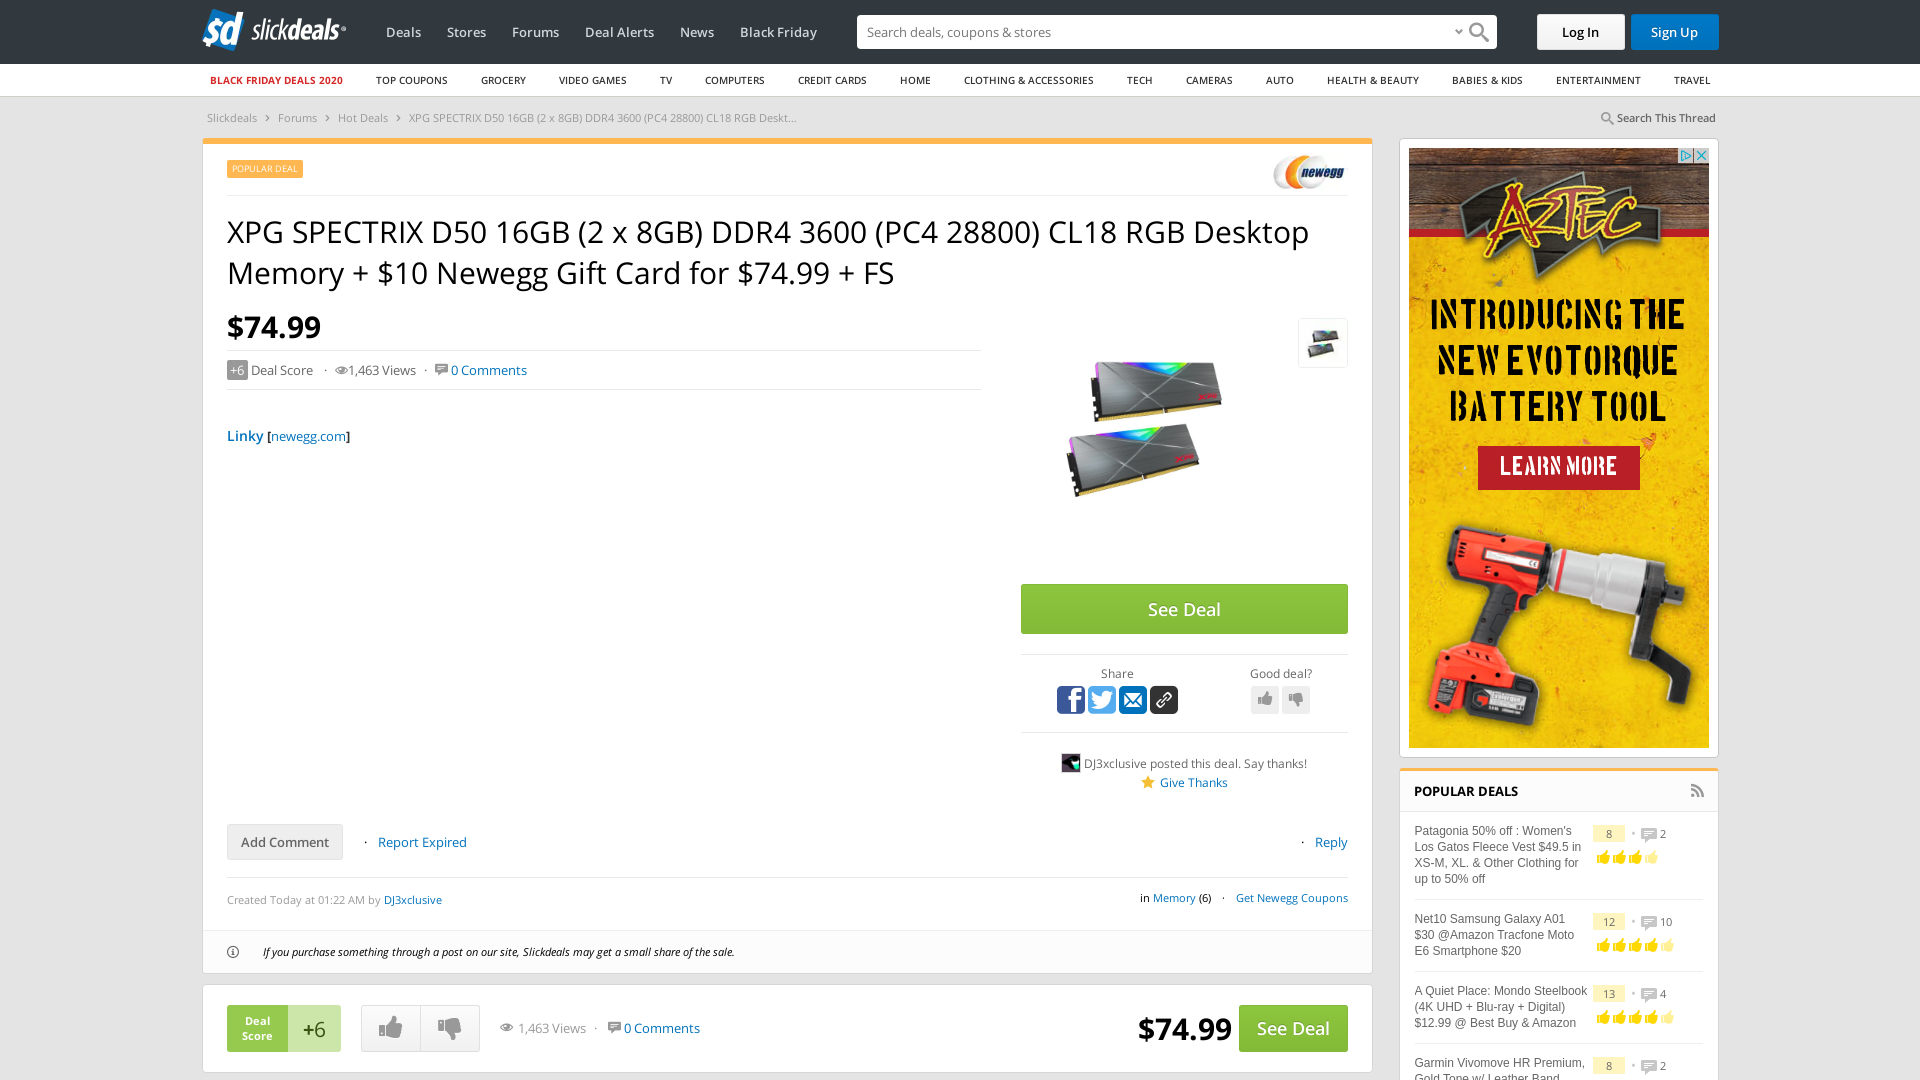 slickdeals
Deals
Stores
Forums
Deal Alerts
News
Black Friday
Search deals, coupons & shops
Log In
Sign Up
BLACK FRIDAY DEALS 2020
TOP COUPONS
GROCERY
VIDEO GAMES
TV
COMPUTERS
CREDIT CARDS
HOME
CLOTHING & ACCESSORIES
TECH
CAMERAS
AUTO
HEALTH & BEAUTY
BABIES & KIDS
ENTERTAINMENT
TRAVEL
Slickdeals › Forums › Hot Deals › XPG SPECTRIX D50 16GB (2 x 8GB) DDR4 3600 (PC4 28800) CL18 RGB Deskt...
Search This Thread
POPULAR DEAL
newegg
XPG SPECTRIX D50 16GB (2 x 8GB) DDR4 3600 (PC4 28800) CL18 RGB Desktop
Memory + $10 Newegg Gift Card for $74.99 + FS
$74.99
+6 Deal Score · 1,463 Views · 0 Comments
Linky [newegg.com]
See Deal
Share
Good deal?
DJ3xclusive posted this deal. Say thanks!
Give Thanks
Add Comment
· Report Expired
· Reply
Created Today at 01:22 AM by DJ3xclusive
in Memory (6) · Get Newegg Coupons
If you purchase something through a post on our site, Slickdeals may get a small share of the sale.
Deal
Score
+6
1,463 Views · 0 Comments
$74.99
See Deal
AZTEC
INTRODUCING THE
NEW EVOTORQUE
BATTERY TOOL
LEARN MORE
POPULAR DEALS
Patagonia 50% off : Women's
Los Gatos Fleece Vest $49.5 in
XS-M, XL. & Other Clothing for
up to 50% off
8 • 2
Net10 Samsung Galaxy A01
$30 @Amazon Tracfone Moto
E6 Smartphone $20
12 • 10
A Quiet Place: Mondo Steelbook
(4K UHD + Blu-ray + Digital)
$12.99 @ Best Buy & Amazon
13 • 4
Garmin Vivomove HR Premium,
Gold Tone w/ Leather Band
8 • 2